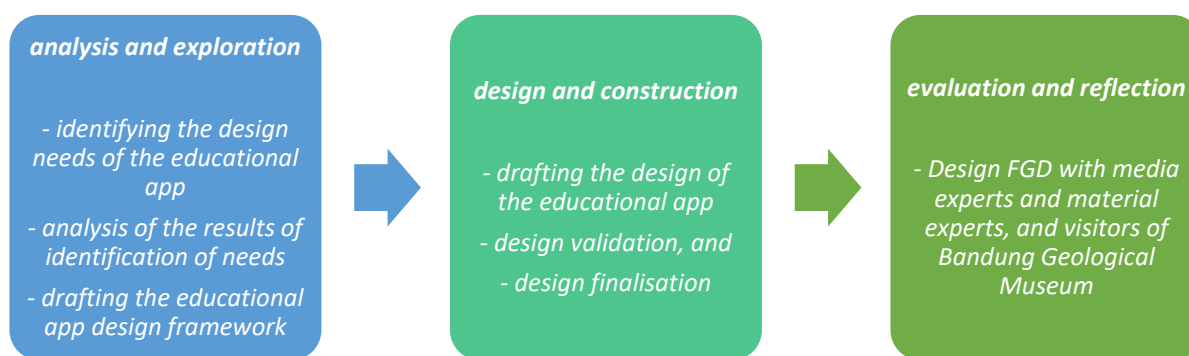 analysis and exploration
- identifying the design
needs of the educational
app
- analysis of the results of
identification of needs
- drafting the educational
app design framework
design and construction
- drafting the design of
the educational app
- design validation, and
- design finalisation
evaluation and reflection
- Design FGD with media
experts and material
experts, and visitors of
Bandung Geological
Museum